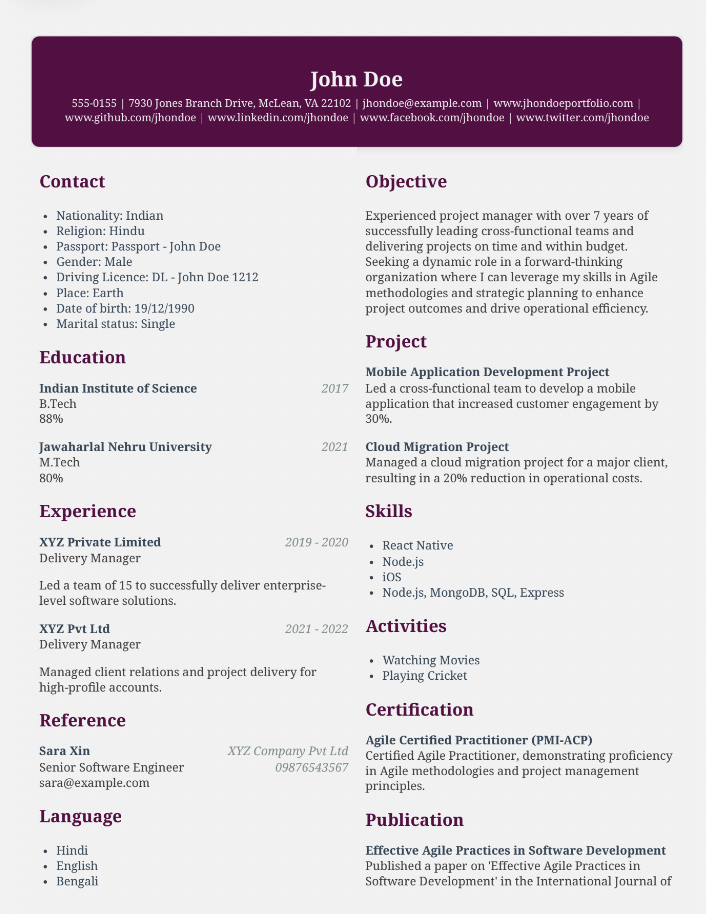 John Doe
555-0155 | 7930 Jones Branch Drive, McLean, VA 22102 | jhondoe@example.com | www.jhondoeportfolio.com |
www.github.com/jhondoe | www.linkedin.com/jhondoe | www.facebook.com/jhondoe | www.twitter.com/jhondoe
Contact
• Nationality: Indian
• Religion: Hindu
• Passport: Passport - John Doe
• Gender: Male
• Driving Licence: DL - John Doe 1212
• Place: Earth
• Date of birth: 19/12/1990
• Marital status: Single
Education
Indian Institute of Science 2017
B.Tech
88%
Jawaharlal Nehru University 2021
M.Tech
80%
Experience
XYZ Private Limited 2019 - 2020
Delivery Manager
Led a team of 15 to successfully deliver enterprise-
level software solutions.
XYZ Pvt Ltd 2021 - 2022
Delivery Manager
Managed client relations and project delivery for
high-profile accounts.
Reference
Sara Xin XYZ Company Pvt Ltd
Senior Software Engineer 09876543567
sara@example.com
Language
• Hindi
• English
• Bengali
Objective
Experienced project manager with over 7 years of
successfully leading cross-functional teams and
delivering projects on time and within budget.
Seeking a dynamic role in a forward-thinking
organization where I can leverage my skills in Agile
methodologies and strategic planning to enhance
project outcomes and drive operational efficiency.
Project
Mobile Application Development Project
Led a cross-functional team to develop a mobile
application that increased customer engagement by
30%.
Cloud Migration Project
Managed a cloud migration project for a major client,
resulting in a 20% reduction in operational costs.
Skills
• React Native
• Node.js
• iOS
• Node.js, MongoDB, SQL, Express
Activities
• Watching Movies
• Playing Cricket
Certification
Agile Certified Practitioner (PMI-ACP)
Certified Agile Practitioner, demonstrating proficiency
in Agile methodologies and project management
principles.
Publication
Effective Agile Practices in Software Development
Published a paper on 'Effective Agile Practices in
Software Development' in the International Journal of